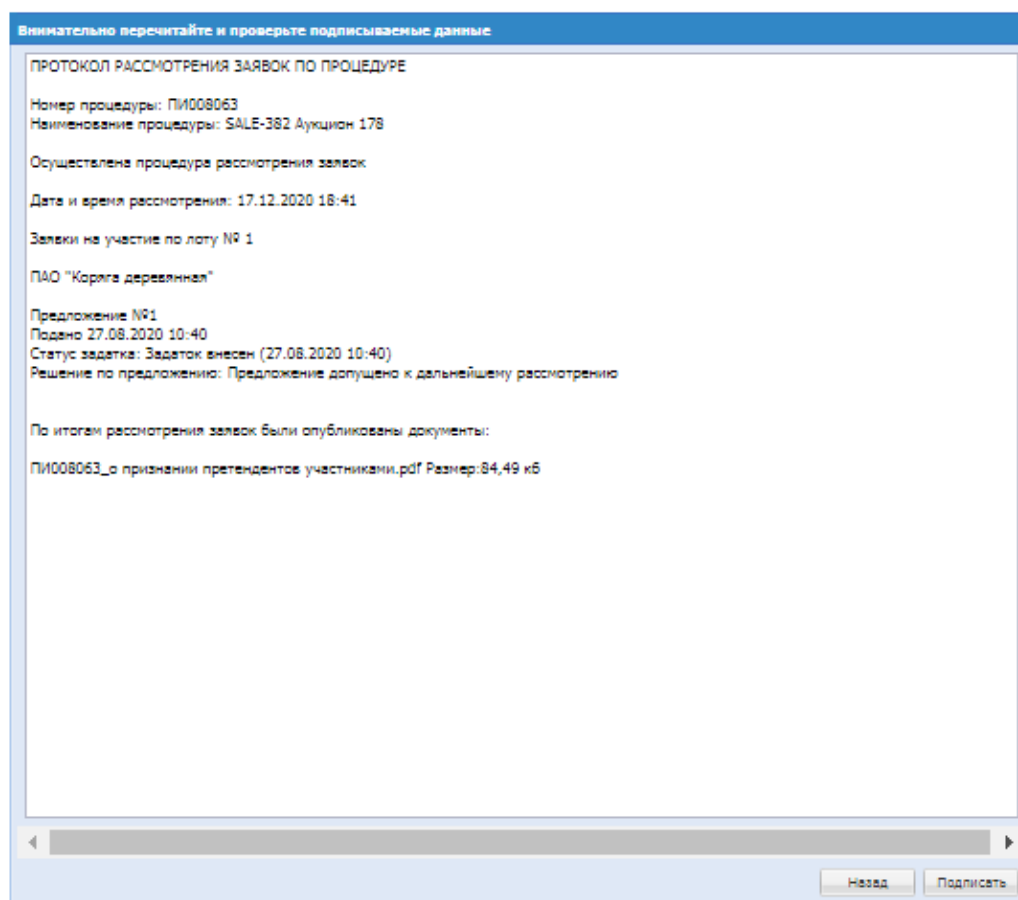 Внимательно перечитайте и проверьте подписываемые данные
ПРОТОКОЛ РАССМОТРЕНИЯ ЗАЯВОК ПО ПРОЦЕДУРЕ
Номер процедуры: ПИ008063
Наименование процедуры: SALE-382 Аукцион 178
Осуществлена процедура рассмотрения заявок
Дата и время рассмотрения: 17.12.2020 18:41
Заявки на участие по лоту № 1
ПАО "Коряга деревянная"
Предложение №1
Подано 27.08.2020 10:40
Статус задатка: Задаток внесен (27.08.2020 10:40)
Решение по предложению: Предложение допущено к дальнейшему рассмотрению
По итогам рассмотрения заявок были опубликованы документы:
ПИ008063_о признании претендентов участниками.pdf Размер:84,49 кб
Назад Подписать